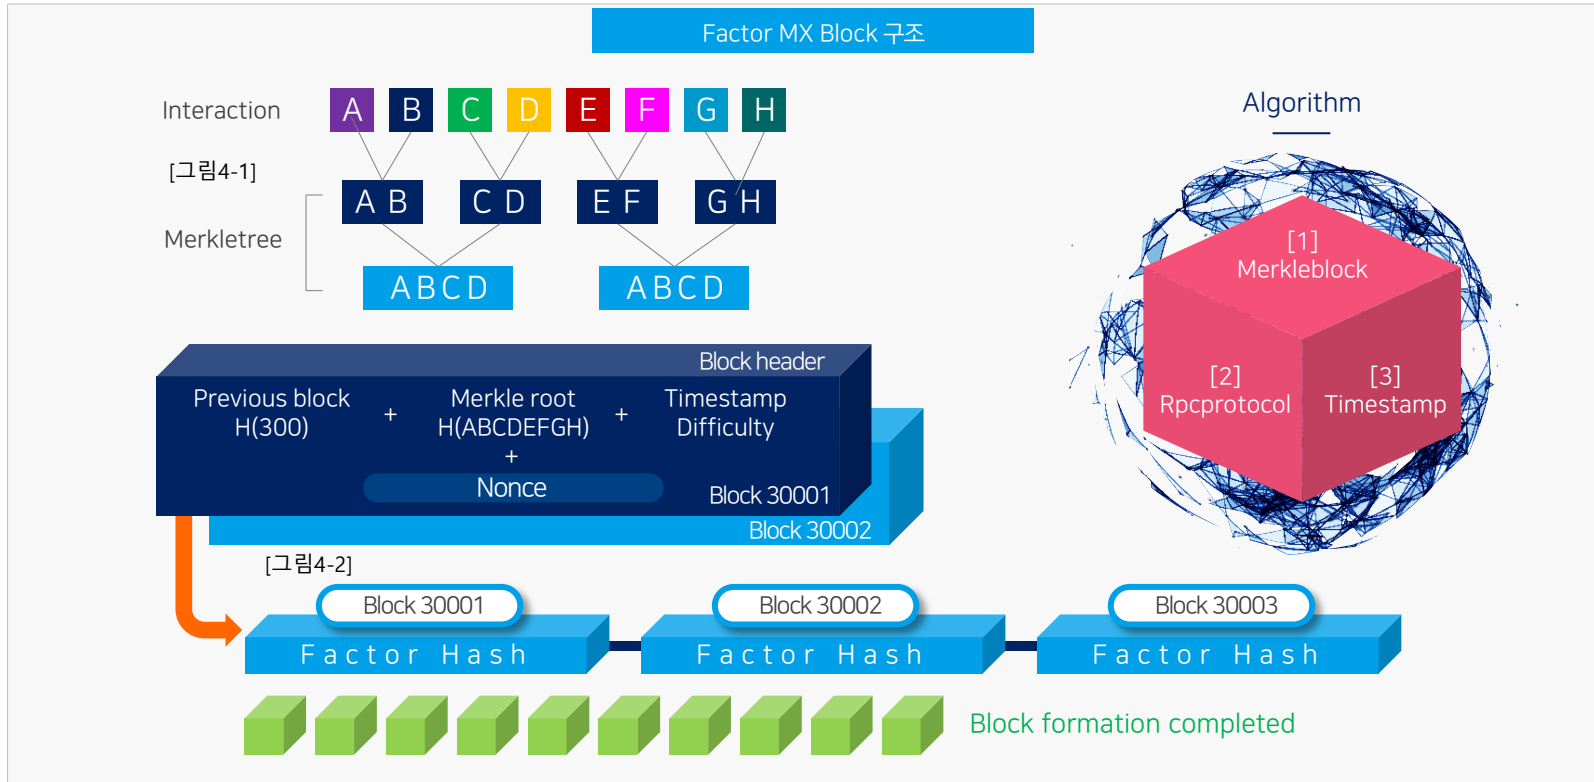 Factor MX Block 구조
Interaction
A B C D E F G H
[그림4-1]
A B
C D
E F
G H
Merkletree
A B C D
A B C D
Block header
Previous block
H(300)
+
Merkle root
H(ABCDEFGH)
+
Timestamp
Difficulty
+
Nonce
Block 30001
Block 30002
[그림4-2]
Block 30001
Factor Hash
Block 30002
Factor Hash
Block 30003
Factor Hash
Block formation completed
Algorithm
[1]
Merkleblock
[2]
Rpcprotocol
[3]
Timestamp